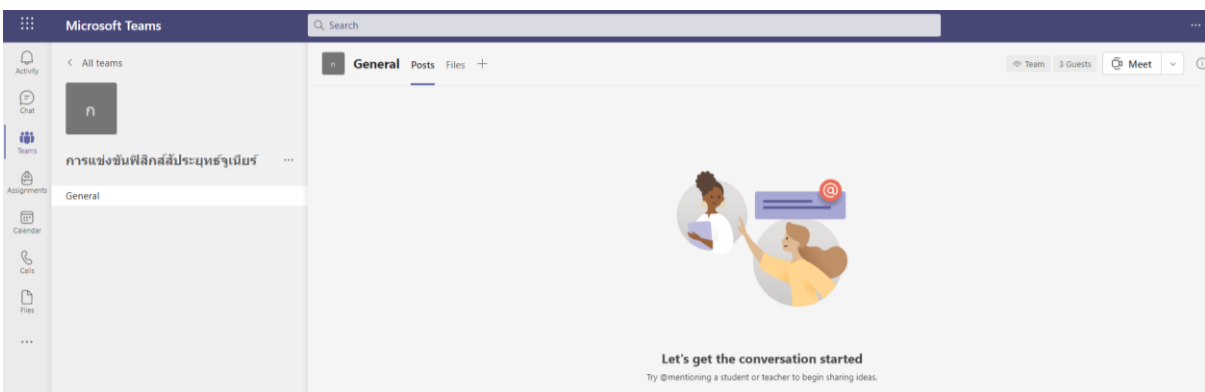 Microsoft Teams
Search
Activity
Chat
Teams
Assignments
Calendar
Calls
Files
All teams
ก
การแข่งขันฟิสิกส์สัประยุทธ์จูเนียร์
General
ก
General Posts Files
Team 3 Guests Meet
@
Let's get the conversation started
Try @mentioning a student or teacher to begin sharing ideas.